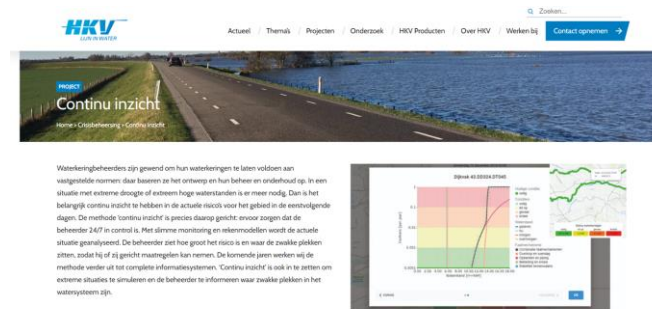 Zoeken...
HKV
LIJN IN WATER
Actueel / Thema's / Projecten / Onderzoek / HKV Producten / Over HKV / Werken bij
Contact opnemen →
PROJECT
Continu inzicht
Home » Crisisbeheersing » Continu inzicht
Waterkeringbeheerders zijn gewend om hun waterkeringen te laten voldoen aan
vastgestelde normen: daar baseren ze het ontwerp en hun beheer en onderhoud op. In een
situatie met extreme droogte of extreem hoge waterstanden is er meer nodig. Dan is het
belangrijk continu inzicht te hebben in de actuele risico's voor het gebied in de eerstvolgende
dagen. De methode 'continu inzicht' is precies daarop gericht: ervoor zorgen dat de
beheerder 24/7 in control is. Met slimme monitoring en rekenmodellen wordt de actuele
situatie geanalyseerd. De beheerder ziet hoe groot het risico is en waar de zwakke plekken
zitten, zodat hij of zij gericht maatregelen kan nemen. De komende jaren werken wij de
methode verder uit tot complete informatiesystemen. 'Continu inzicht' is ook in te zetten om
extreme situaties te simuleren en de beheerder te informeren waar zwakke plekken in het
watersysteem zijn.